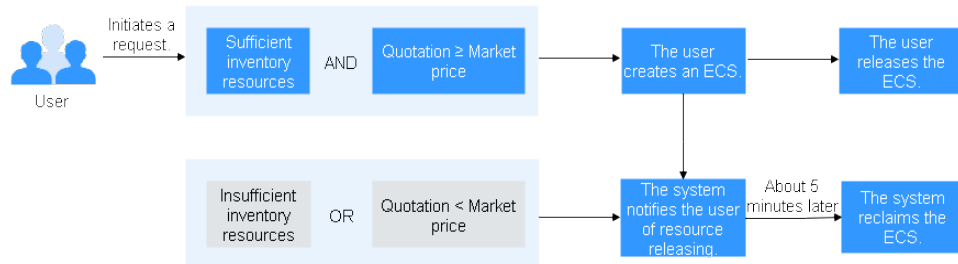 Initiates a
request.
User
Sufficient
inventory
resources
AND
Quotation ≥ Market
price
The user
creates an ECS.
The user
releases the
ECS.
Insufficient
inventory
resources
OR
Quotation < Market
price
The system
notifies the user
of resource
releasing.
About 5
minutes later
The system
reclaims the
ECS.